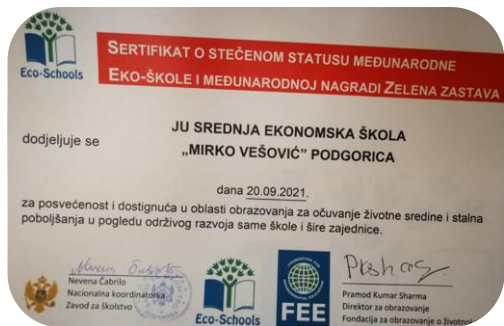 Eco-Schools
SERTIFIKAT O STEČENOM STATUSU MEĐUNARODNE
EKO-ŠKOLE I MEĐUNARODNOJ NAGRADI ZELENA ZASTAVA
dodjeljuje se
JU SREDNJA EKONOMSKA ŠKOLA
„MIRKO VEŠOVIĆ” PODGORICA
dana 20.09.2021.
za posvećenost i dostignuća u oblasti obrazovanja za očuvanje životne sredine i stalna
poboljšanja u pogledu održivog razvoja same škole i šire zajednice.
Nevena Čabrilo
Nacionalna koordinatorka
Zavod za školstvo
Eco-Schools
FEE
Pramod Kumar Sharma
Direktor za obrazovanje
Fondacija za obrazovanje o životnoj